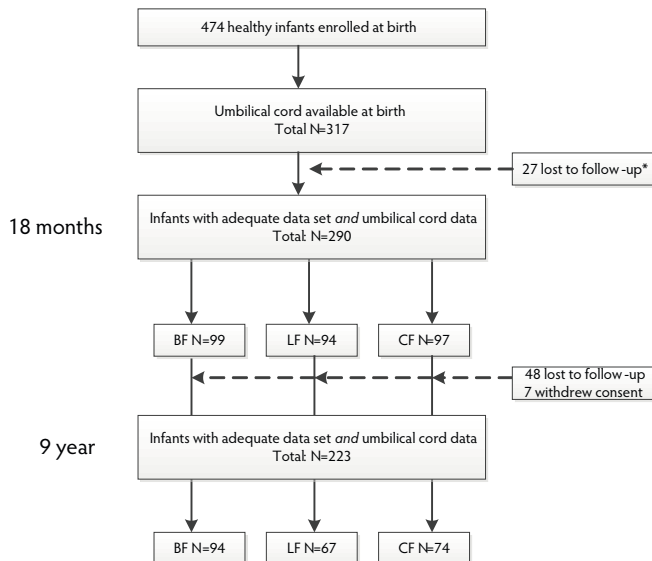 474 healthy infants enrolled at birth
Umbilical cord available at birth
Total N=317
27 lost to follow-up*
18 months
Infants with adequate data set and umbilical cord data
Total: N=290
BF N=99
LF N=94
CF N=97
48 lost to follow-up
7 withdrew consent
9 year
Infants with adequate data set and umbilical cord data
Total: N=223
BF N=94
LF N=67
CF N=74